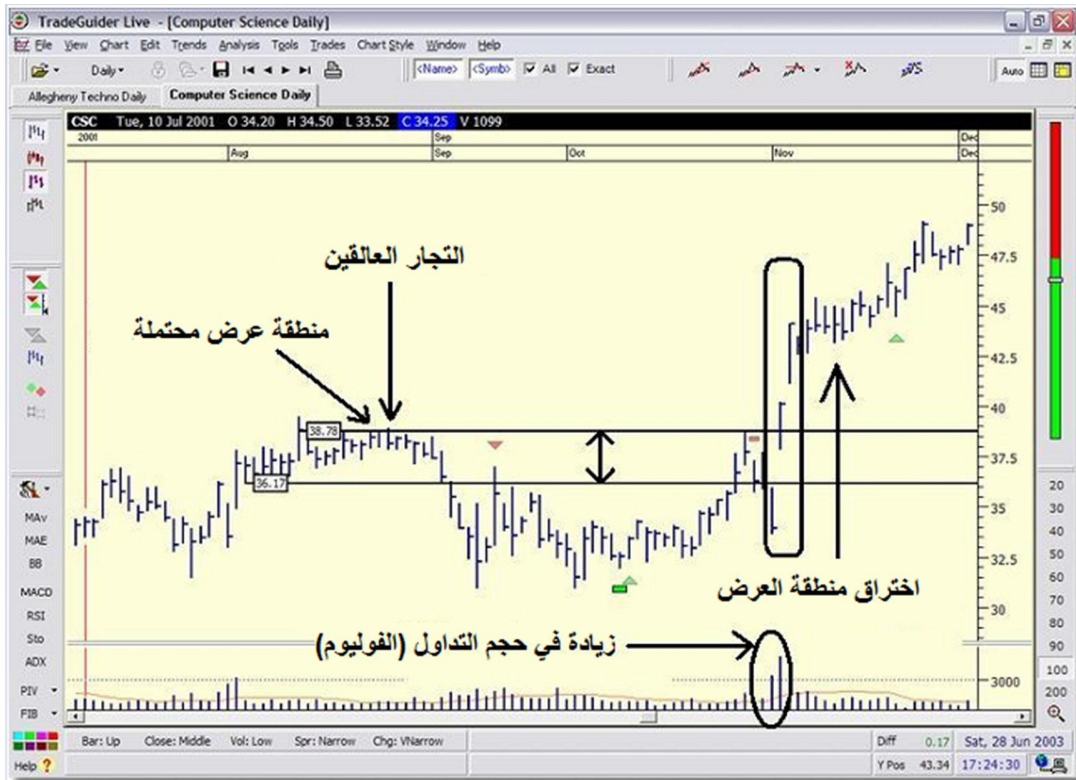 TradeGuider Live - [Computer Science Daily]
File View Chart Edit Trends Analysis Tools Trades Chart Style Window Help
Daily <Name> <Symb> All Exact Auto
Allegheny Techno Daily Computer Science Daily
CSC Tue, 10 Jul 2001 O 34.20 H 34.50 L 33.52 C 34.25 V 1099
2001 Sep Dec
Aug Sep Oct Nov Dec
50
التجار العالقين
47.5
منطقة عرض محتملة
45
42.5
40
38.78
37.5
36.17
35
32.5
اختراق منطقة العرض
30
زيادة في حجم التداول (الفوليوم)
3000
MAv
MAE
BB
MACD
RSI
Sto
ADX
PIV
FIB
20
30
40
50
60
70
80
90
100
200
Bar: Up Close: Middle Vol: Low Spr: Narrow Chg: VNarrow Diff 0.17 Sat, 28 Jun 2003
Help ? Y Pos 43.34 17:24:30